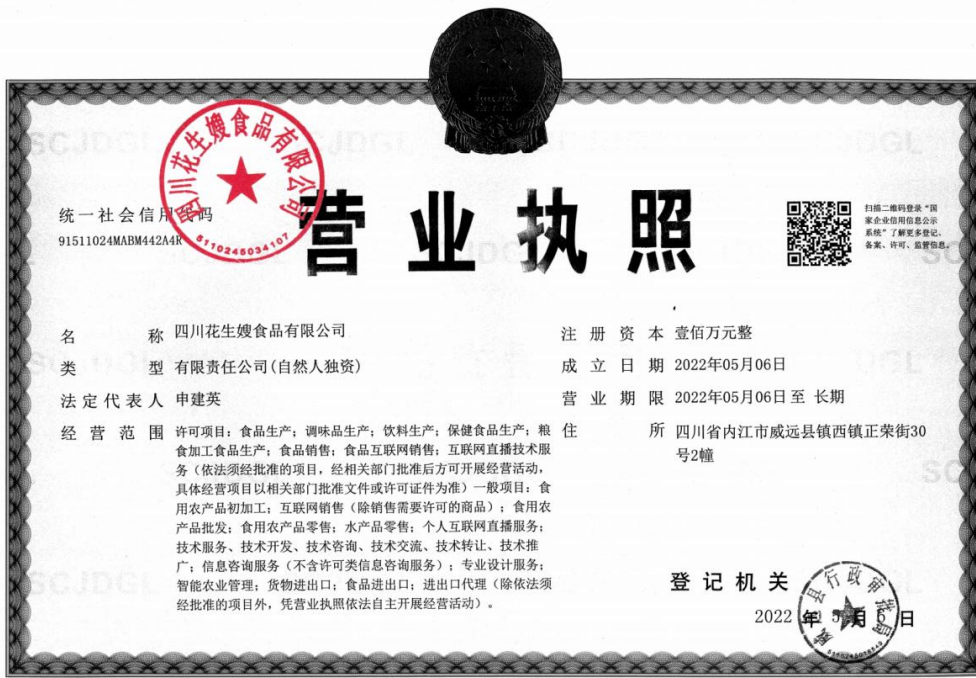 四川花生嫂食品有限公司
5110245034107
统一社会信用代码
91511024MABM442A4R
营业执照
扫描二维码登录“国
家企业信用信息公示
系统”了解更多登记、
备案、许可、监管信息。
名称 四川花生嫂食品有限公司
类型 有限责任公司(自然人独资)
法定代表人 申建英
经营范围 许可项目：食品生产；调味品生产；饮料生产；保健食品生产；粮
食加工食品生产；食品销售；食品互联网销售；互联网直播技术服
务（依法须经批准的项目，经相关部门批准后方可开展经营活动，
具体经营项目以相关部门批准文件或许可证件为准）一般项目：食
用农产品初加工；互联网销售（除销售需要许可的商品）；食用农
产品批发；食用农产品零售；水产品零售；个人互联网直播服务；
技术服务、技术开发、技术咨询、技术交流、技术转让、技术推
广；信息咨询服务（不含许可类信息咨询服务）；专业设计服务；
智能农业管理；货物进出口；食品进出口；进出口代理（除依法须
经批准的项目外，凭营业执照依法自主开展经营活动）。
注册资本 壹佰万元整
成立日期 2022年05月06日
营业期限 2022年05月06日 至 长期
住所 四川省内江市威远县镇西镇正荣街30
号2幢
登记机关
2022 年 5 月 6 日
威远县行政审批局
SCJDGL